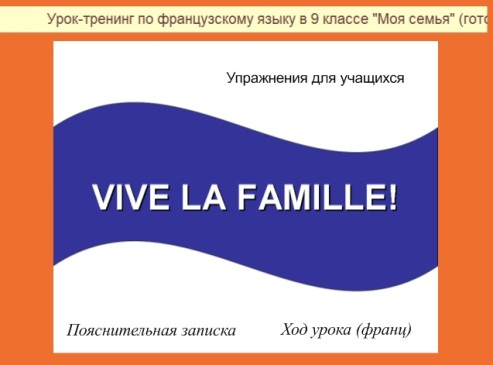 Урок-тренинг по французскому языку в 9 классе "Моя семья" (гото
Упражнения для учащихся
VIVE LA FAMILLE!
Пояснительная записка
Ход урока (франц)